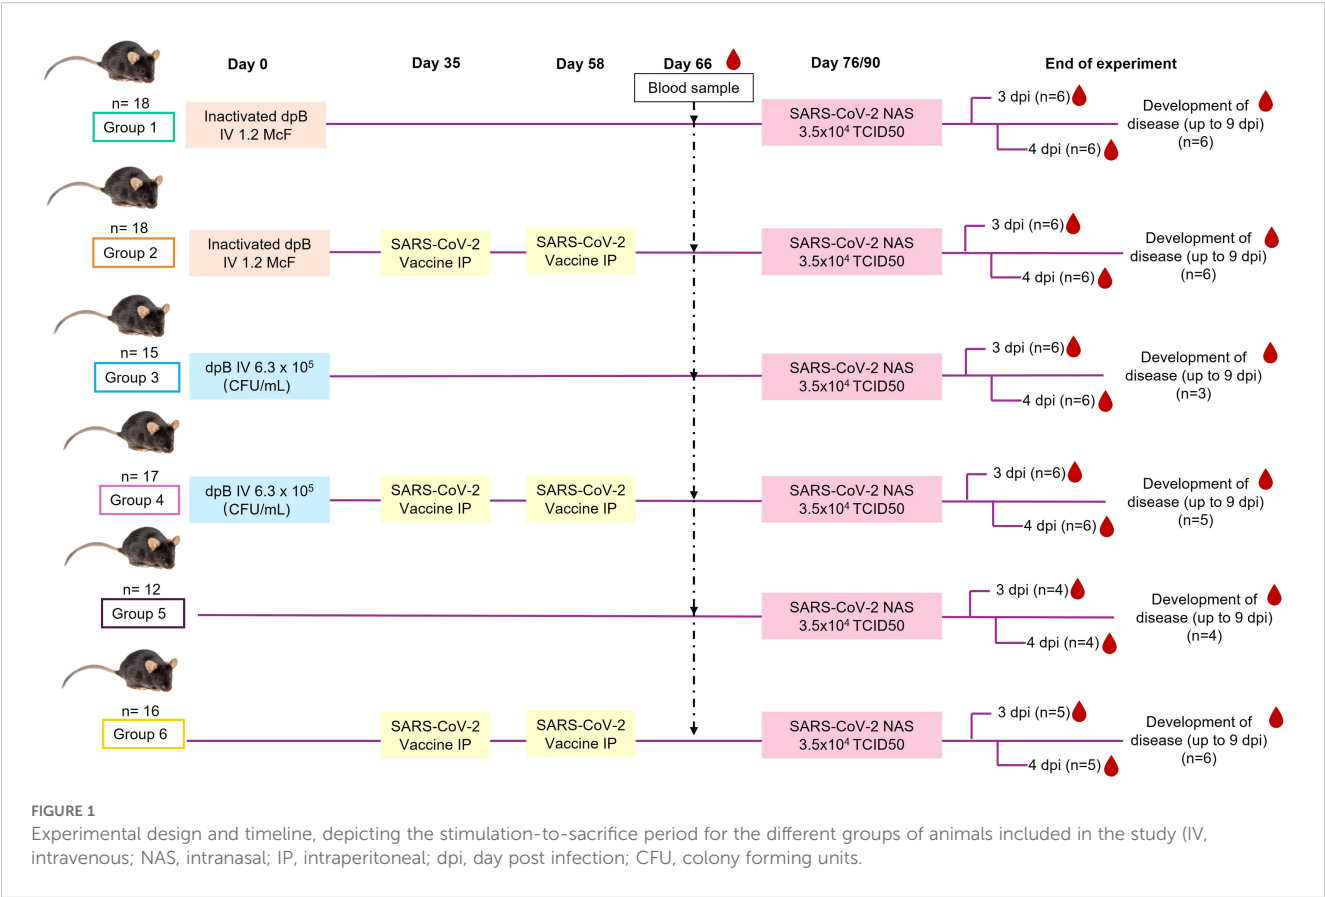 Day 0
Day 35
Day 58
Day 66
Day 76/90
End of experiment
Blood sample
n= 18
Group 1
Inactivated dpB
IV 1.2 McF
SARS-CoV-2 NAS
3.5x10⁴ TCID50
3 dpi (n=6)
4 dpi (n=6)
Development of
disease (up to 9 dpi)
(n=6)
n= 18
Group 2
Inactivated dpB
IV 1.2 McF
SARS-CoV-2
Vaccine IP
SARS-CoV-2
Vaccine IP
SARS-CoV-2 NAS
3.5x10⁴ TCID50
3 dpi (n=6)
4 dpi (n=6)
Development of
disease (up to 9 dpi)
(n=6)
n= 15
Group 3
dpB IV 6.3 x 10⁵
(CFU/mL)
SARS-CoV-2 NAS
3.5x10⁴ TCID50
3 dpi (n=6)
4 dpi (n=6)
Development of
disease (up to 9 dpi)
(n=3)
n= 17
Group 4
dpB IV 6.3 x 10⁵
(CFU/mL)
SARS-CoV-2
Vaccine IP
SARS-CoV-2
Vaccine IP
SARS-CoV-2 NAS
3.5x10⁴ TCID50
3 dpi (n=6)
4 dpi (n=6)
Development of
disease (up to 9 dpi)
(n=5)
n= 12
Group 5
SARS-CoV-2 NAS
3.5x10⁴ TCID50
3 dpi (n=4)
4 dpi (n=4)
Development of
disease (up to 9 dpi)
(n=4)
n= 16
Group 6
SARS-CoV-2
Vaccine IP
SARS-CoV-2
Vaccine IP
SARS-CoV-2 NAS
3.5x10⁴ TCID50
3 dpi (n=5)
4 dpi (n=5)
Development of
disease (up to 9 dpi)
(n=6)
FIGURE 1
Experimental design and timeline, depicting the stimulation-to-sacrifice period for the different groups of animals included in the study (IV,
intravenous; NAS, intranasal; IP, intraperitoneal; dpi, day post infection; CFU, colony forming units.